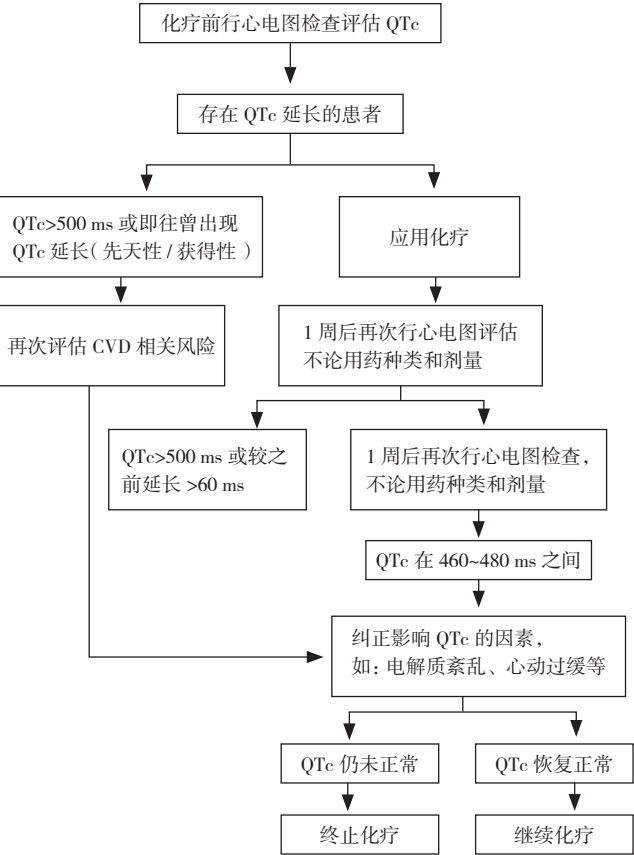 化疗前行心电图检查评估 QTc
存在 QTc 延长的患者
QTc>500 ms 或即往曾出现
QTc 延长（先天性 / 获得性）
应用化疗
再次评估 CVD 相关风险
1 周后再次行心电图评估
不论用药种类和剂量
QTc>500 ms 或较之
前延长 >60 ms
1 周后再次行心电图检查，
不论用药种类和剂量
QTc 在 460~480 ms 之间
纠正影响 QTc 的因素，
如：电解质紊乱、心动过缓等
QTc 仍未正常
QTc 恢复正常
终止化疗
继续化疗